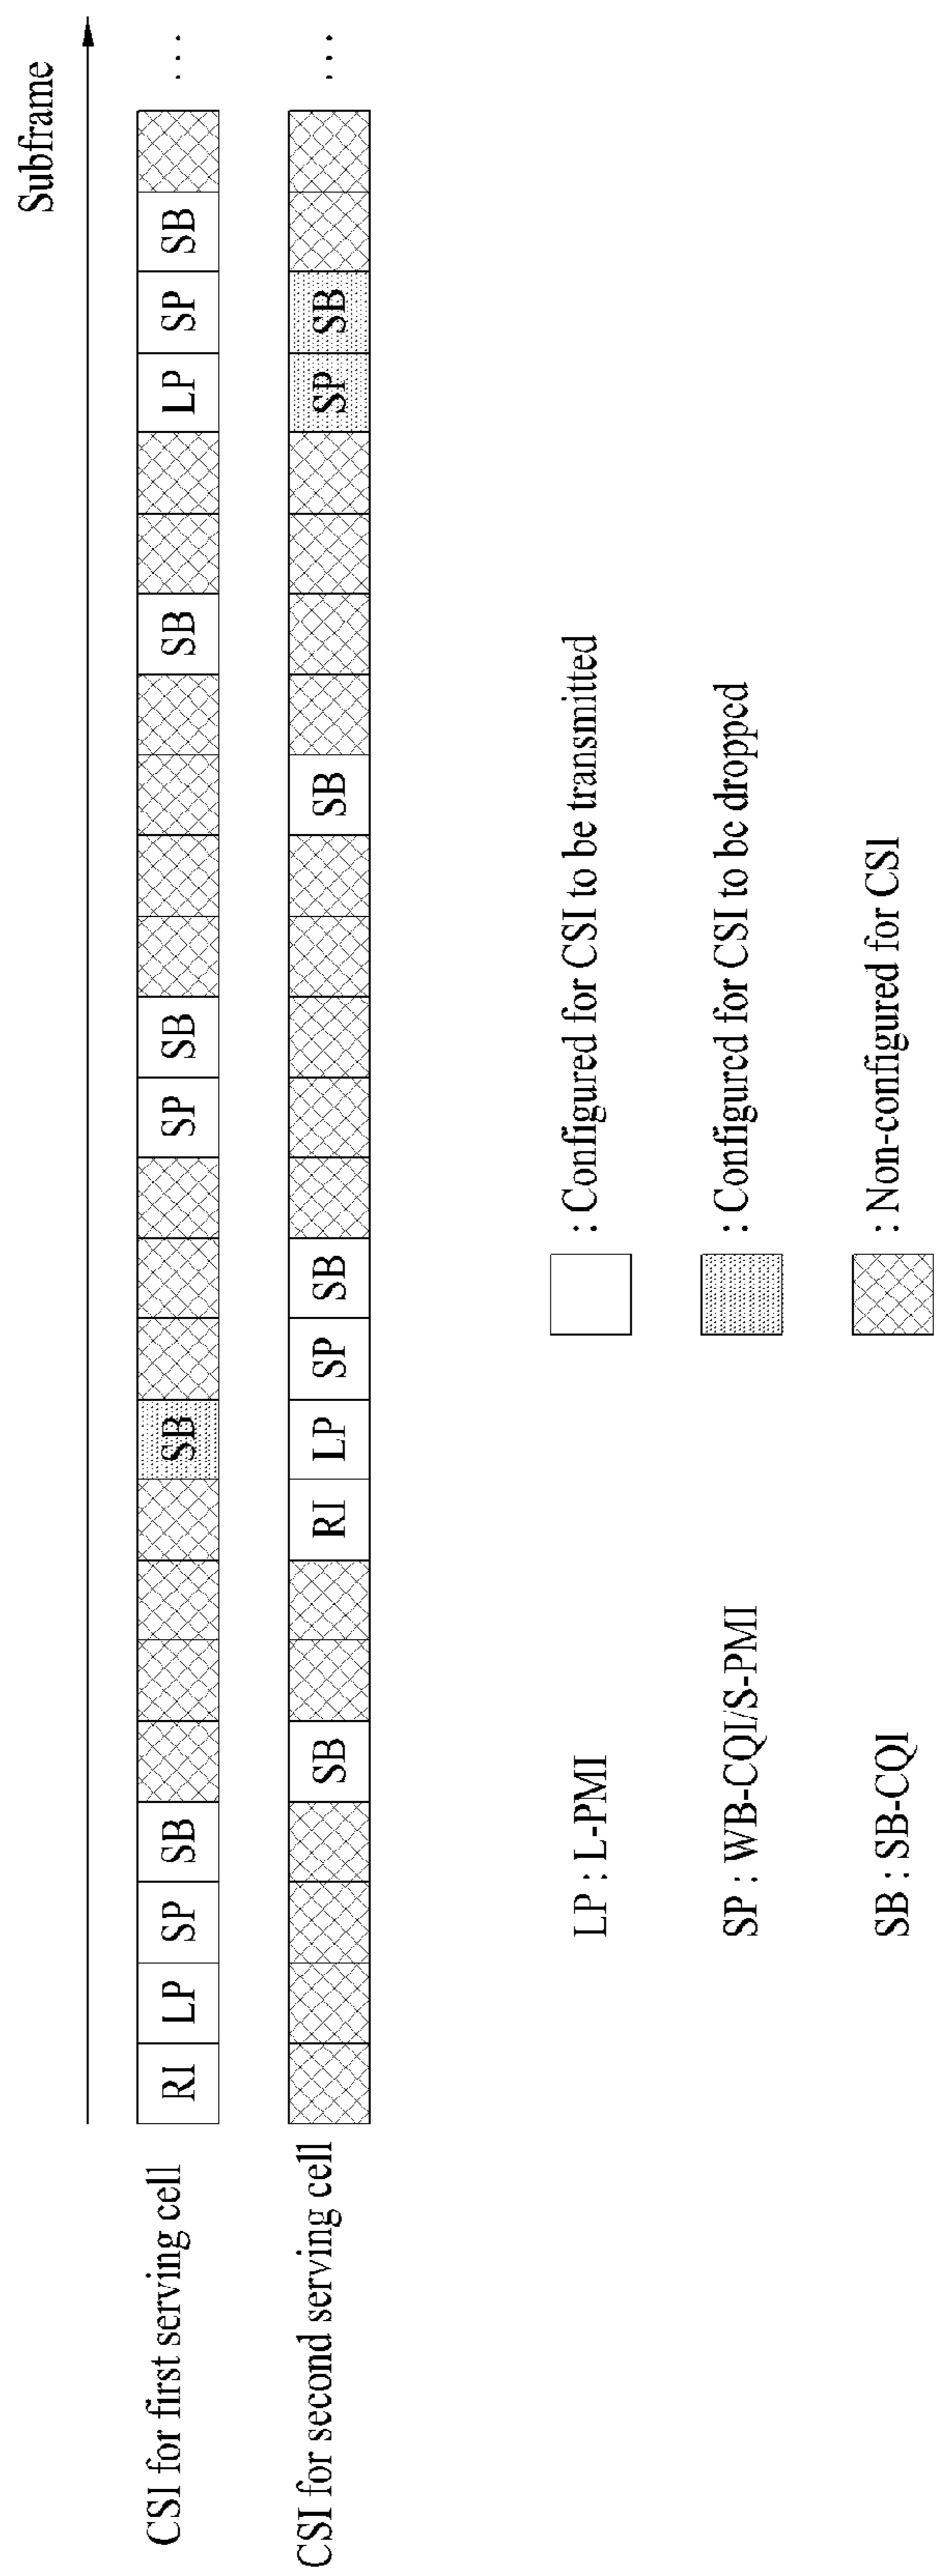 Subframe
CSI for first serving cell RI LP SP SB SB SP SB SB LP SP SB ...
CSI for second serving cell SB RI LP SP SB SB SP SB ...
LP : L-PMI : Configured for CSI to be transmitted
SP : WB-CQI/S-PMI : Configured for CSI to be dropped
SB : SB-CQI : Non-configured for CSI